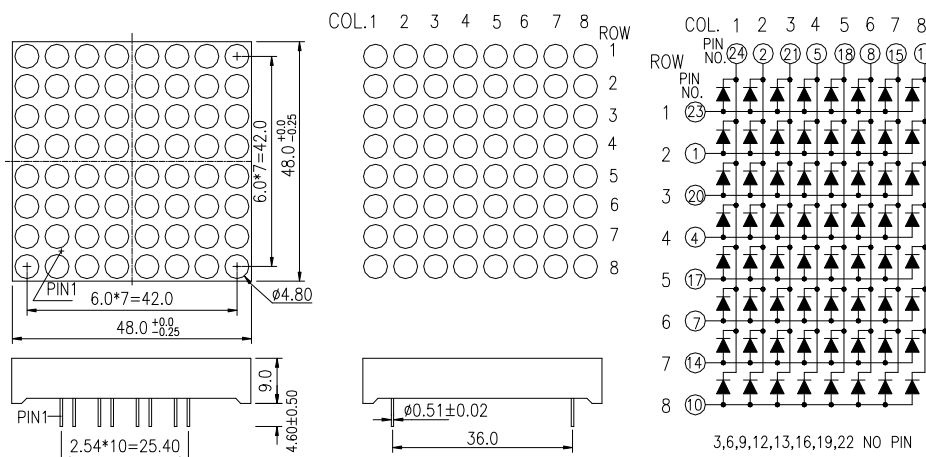 COL. 1 2 3 4 5 6 7 8
ROW
1
2
3
4
5
6
7
8
6.0*7=42.0
48.0 +0.0 -0.25
PIN1
6.0*7=42.0
ø4.80
48.0 +0.0 -0.25
9.0
4.60±0.50
PIN1
2.54*10=25.40
ø0.51±0.02
36.0
COL. 1 2 3 4 5 6 7 8
PIN NO. 24 2 21 5 18 8 15
ROW
PIN NO.
1 23
2 1
3 20
4 4
5 17
6 7
7 14
8 10
3,6,9,12,13,16,19,22 NO PIN